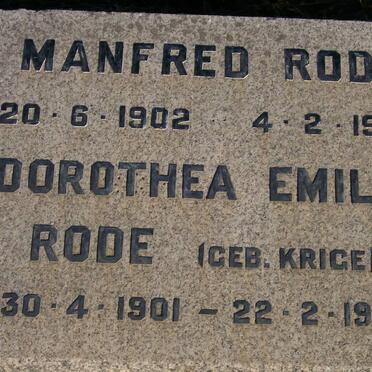 MANFRED ROD
20 · 6 · 1902 4 · 2 · 19
DOROTHEA EMIL
RODE (GEB. KRIGE
30 · 4 · 1901 – 22 · 2 · 19